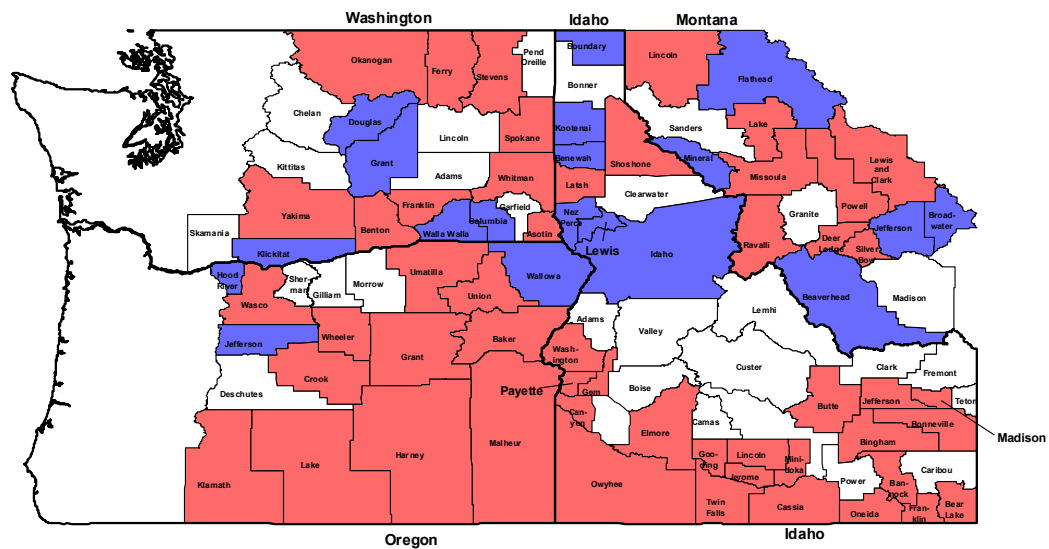 Washington
Idaho
Montana
Boundary
Pend
Oreille
Lincoln
Okanogan
Ferry
Stevens
Flathead
Bonner
Chelan
Douglas
Lincoln
Spokane
Kootenai
Sanders
Lake
Kittitas
Grant
Benewah
Shoshone
Mineral
Lewis
and
Clark
Adams
Whitman
Latah
Missoula
Clearwater
Yakima
Franklin
Garfield
Powell
Skamania
Benton
Walla Walla
Columbia
Asotin
Nez
Perce
Granite
Broad-
water
Jefferson
Deer
Lodge
Silver
Bow
Ravalli
Lewis
Idaho
Klickitat
Hood
River
Sher-
man
Gilliam
Morrow
Umatilla
Wallowa
Beaverhead
Madison
Wasco
Union
Lemhi
Adams
Valley
Jefferson
Wheeler
Baker
Wash-
ington
Grant
Custer
Clark
Fremont
Crook
Deschutes
Payette
Gem
Boise
Butte
Jefferson
Teton
Can-
yen
Camas
Bonneville
Madison
Elmore
Malheur
Harney
Lake
Klamath
Goo-
ding
Lincoln
Mini-
doka
Bingham
Jerome
Caribou
Power
Ban-
nock
Owyhee
Twin
Falls
Cassia
Oneida
Fran-
klin
Bear
Lake
Oregon
Idaho